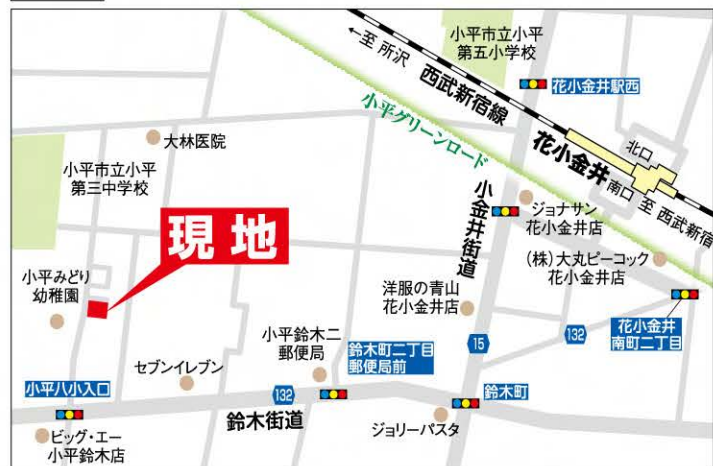 小平市立小平
第五小学校
←至 所沢
西武新宿線
花小金井駅西
小平グリーンロード
花小金井
北口
南口
至 西武新宿
大林医院
小平市立小平
第三中学校
現地
小金井街道
ジョナサン
花小金井店
(株)大丸ピーコック
花小金井店
小平みどり
幼稚園
洋服の青山
花小金井店
花小金井
南町二丁目
小平鈴木二
郵便局
鈴木町二丁目
郵便局前
15
132
セブンイレブン
小平八小入口
132
鈴木町
鈴木街道
ジョリーパスタ
ビッグ・エー
小平鈴木店